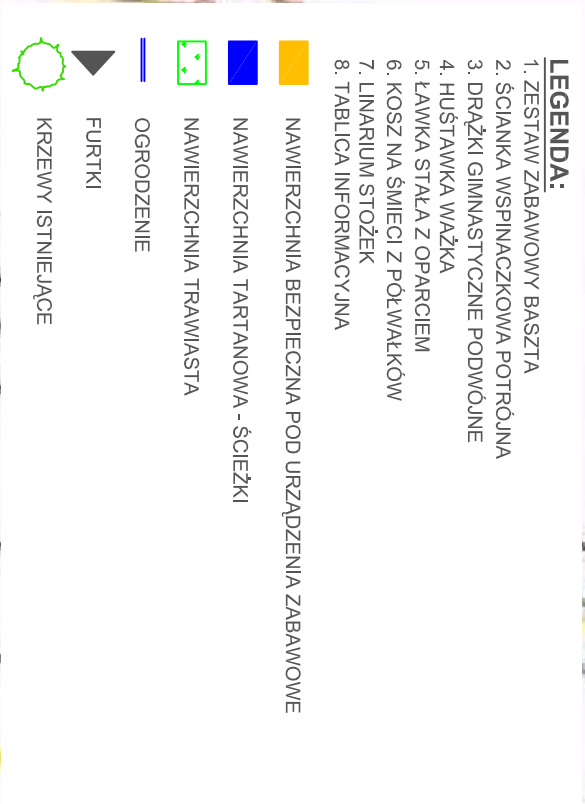 LEGENDA:
1. ZESTAW ZABAWOWY BASZTA
2. ŚCIANKA WSPINACZKOWA POTRÓJNA
3. DRĄŻKI GIMNASTYCZNE PODWÓJNE
4. HUŚTAWKA WAŻKA
5. ŁAWKA STAŁA Z OPARCIEM
6. KOSZ NA ŚMIECI Z PÓŁWAŁKÓW
7. LINARIUM STOŻEK
8. TABLICA INFORMACYJNA
NAWIERZCHNIA BEZPIECZNA POD URZĄDZENIA ZABAWOWE
NAWIERZCHNIA TARTANOWA - ŚCIEŻKI
NAWIERZCHNIA TRAWIASTA
OGRODZENIE
FURTKI
KRZEWY ISTNIEJĄCE